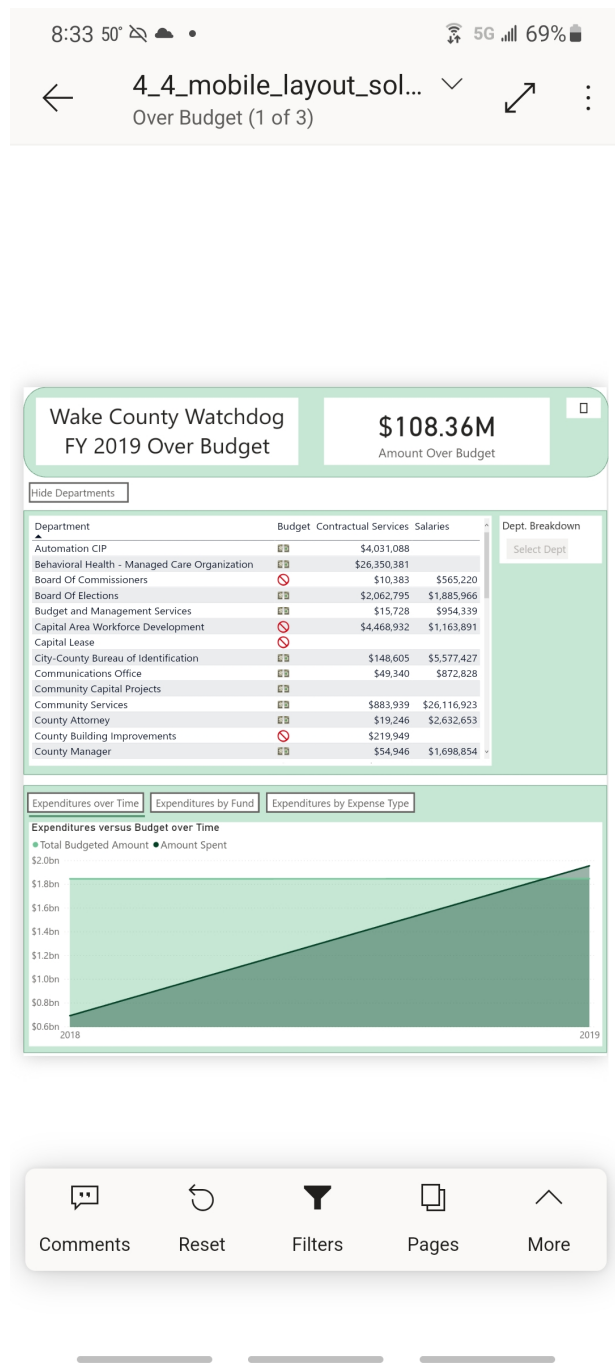 8:33 50°
5G 69%
4_4_mobile_layout_sol...
Over Budget (1 of 3)
Wake County Watchdog
FY 2019 Over Budget
$108.36M
Amount Over Budget
Hide Departments
Department Budget Contractual Services Salaries
Automation CIP $4,031,088
Behavioral Health - Managed Care Organization $26,350,381
Board Of Commissioners $10,383 $565,220
Board Of Elections $2,062,795 $1,885,966
Budget and Management Services $15,728 $954,339
Capital Area Workforce Development $4,468,932 $1,163,891
Capital Lease
City-County Bureau of Identification $148,605 $5,577,427
Communications Office $49,340 $872,828
Community Capital Projects
Community Services $883,939 $26,116,923
County Attorney $19,246 $2,632,653
County Building Improvements $219,949
County Manager $54,946 $1,698,854
Dept. Breakdown
Select Dept
Expenditures over Time Expenditures by Fund Expenditures by Expense Type
Expenditures versus Budget over Time
Total Budgeted Amount Amount Spent
$2.0bn
$1.8bn
$1.6bn
$1.4bn
$1.2bn
$1.0bn
$0.8bn
$0.6bn
2018 2019
Comments Reset Filters Pages More